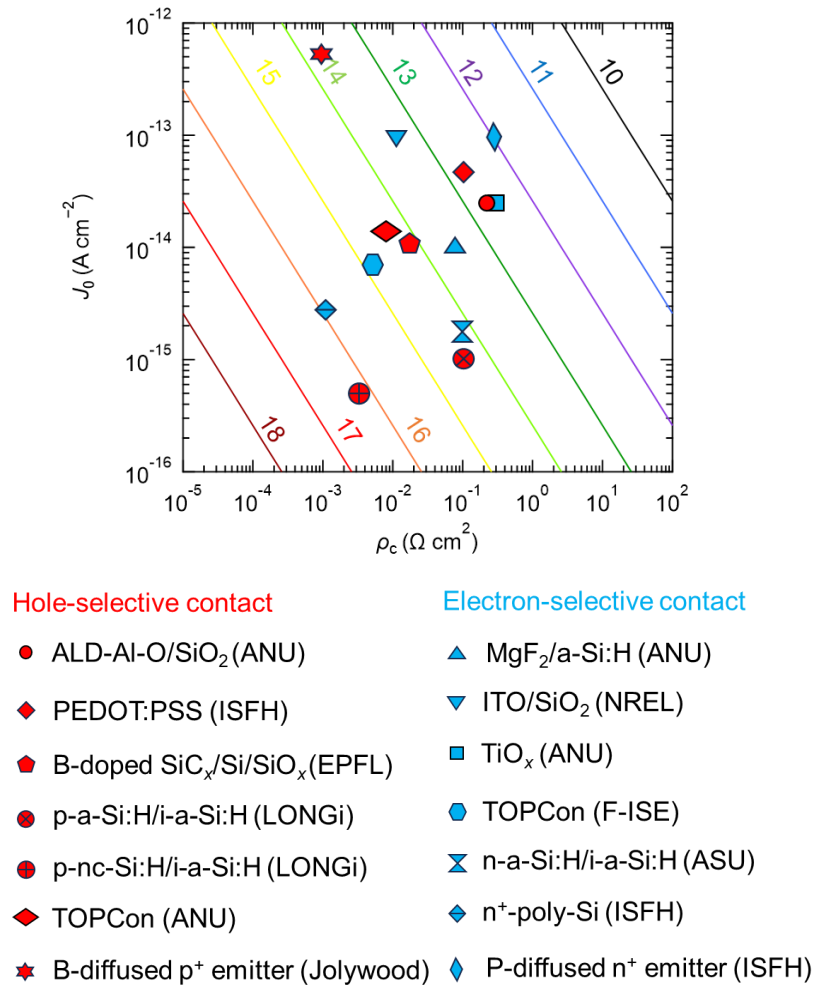 10⁻¹²
10⁻¹³
10⁻¹⁴
10⁻¹⁵
10⁻¹⁶
J₀ (A cm⁻²)
15 14 13 12 11 10
18 17 16
10⁻⁵ 10⁻⁴ 10⁻³ 10⁻² 10⁻¹ 10⁰ 10¹ 10²
ρc (Ω cm²)
Hole-selective contact
ALD-Al-O/SiO₂ (ANU)
PEDOT:PSS (ISFH)
B-doped SiCₓ/Si/SiOₓ (EPFL)
p-a-Si:H/i-a-Si:H (LONGi)
p-nc-Si:H/i-a-Si:H (LONGi)
TOPCon (ANU)
B-diffused p⁺ emitter (Jolywood)
Electron-selective contact
MgF₂/a-Si:H (ANU)
ITO/SiO₂ (NREL)
TiOₓ (ANU)
TOPCon (F-ISE)
n-a-Si:H/i-a-Si:H (ASU)
n⁺-poly-Si (ISFH)
P-diffused n⁺ emitter (ISFH)